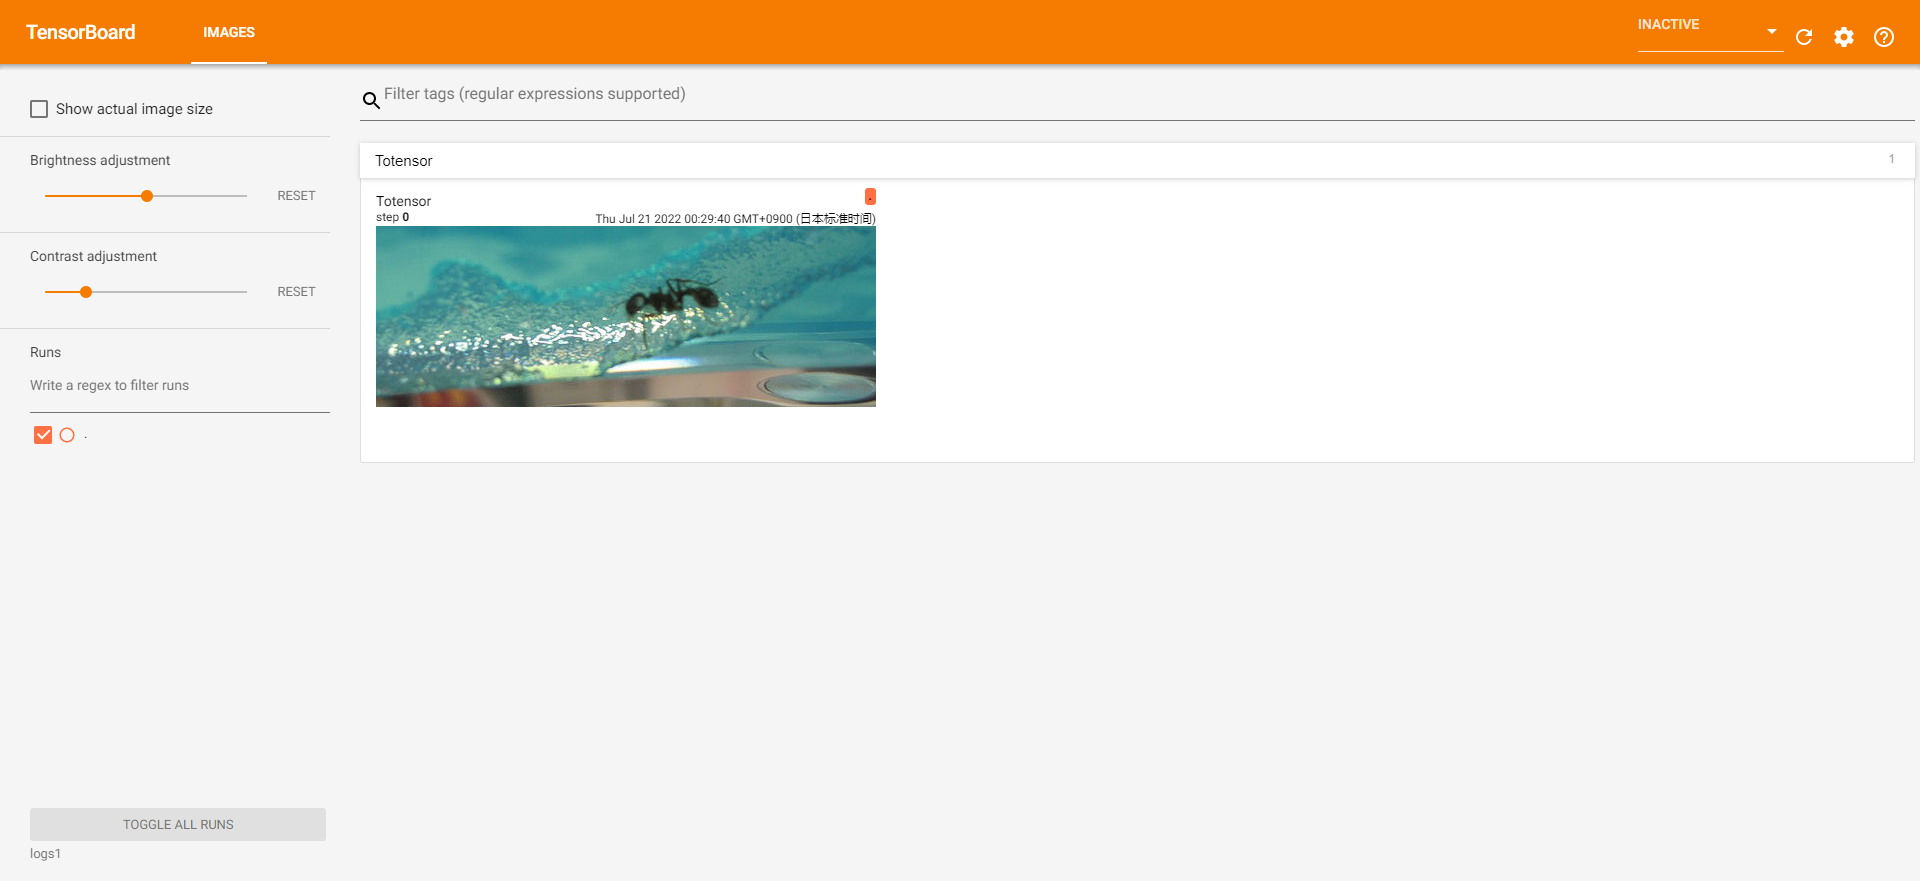 TensorBoard
IMAGES
INACTIVE
Show actual image size
Filter tags (regular expressions supported)
Brightness adjustment
RESET
Contrast adjustment
RESET
Runs
Write a regex to filter runs
.
TOGGLE ALL RUNS
logs1
Totensor
1
Totensor
.
step 0
Thu Jul 21 2022 00:29:40 GMT+0900 (日本标准时间)